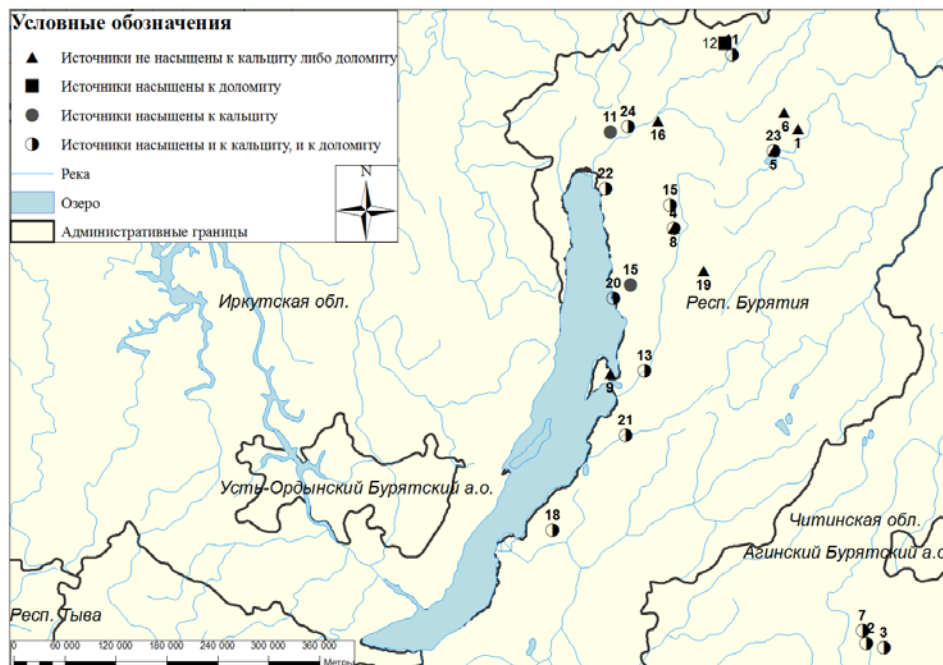 Условные обозначения
Источники не насыщены к кальциту либо доломиту
Источники насыщены к доломиту
Источники насыщены к кальциту
Источники насыщены и к кальциту, и к доломиту
Река
Озеро
Административные границы
N
12
11
24
11
16
6
1
23
5
22
15
4
8
19
15
20
Иркутская обл.
Респ. Бурятия
13
9
21
Усть-Ордынский Бурятский а.о.
18
Читинская обл.
Агинский Бурятский а.о
Респ. Тыва
7
2
3
0 60 000 120 000 180 000 240 000 300 000 360 000
Метры